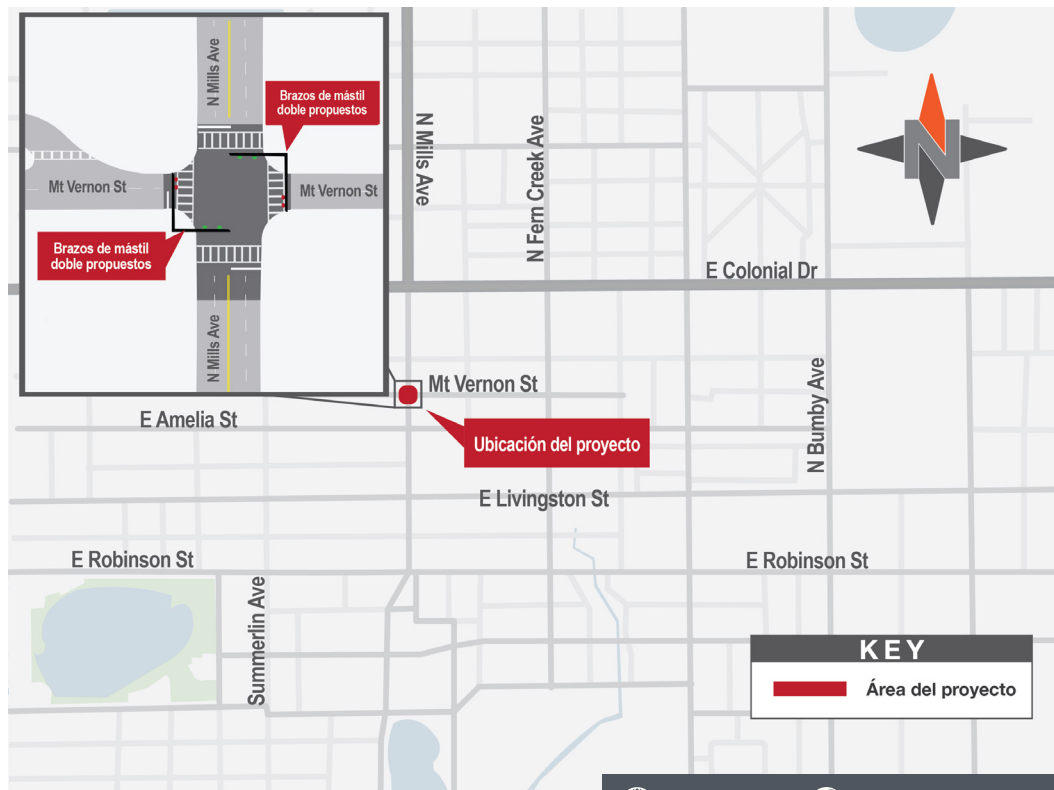 N Mills Ave
Brazos de mástil
doble propuestos
Mt Vernon St
Mt Vernon St
Brazos de mástil
doble propuestos
N Mills Ave
N Mills Ave
N Fern Creek Ave
N
E Colonial Dr
Mt Vernon St
E Amelia St
Ubicación del proyecto
N Bumby Ave
E Livingston St
E Robinson St
E Robinson St
Summerlin Ave
KEY
Área del proyecto